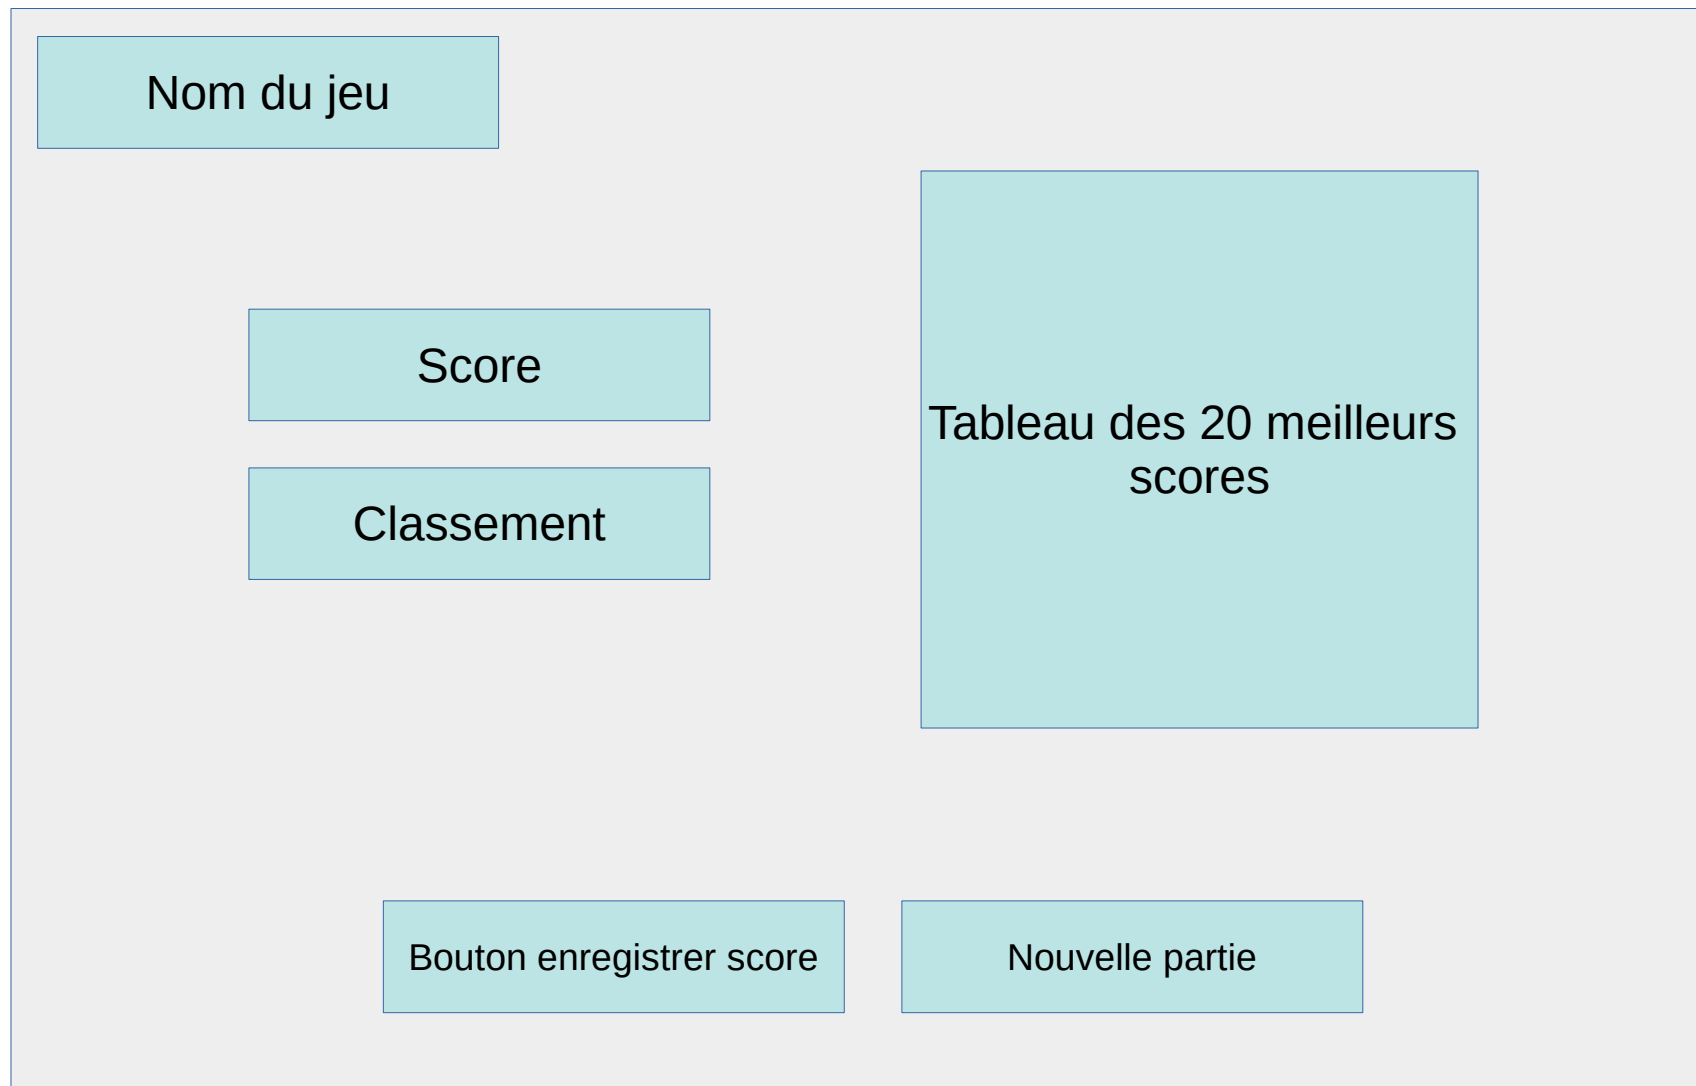 Nom du jeu
Score
Classement
Tableau des 20 meilleurs
scores
Bouton enregistrer score
Nouvelle partie